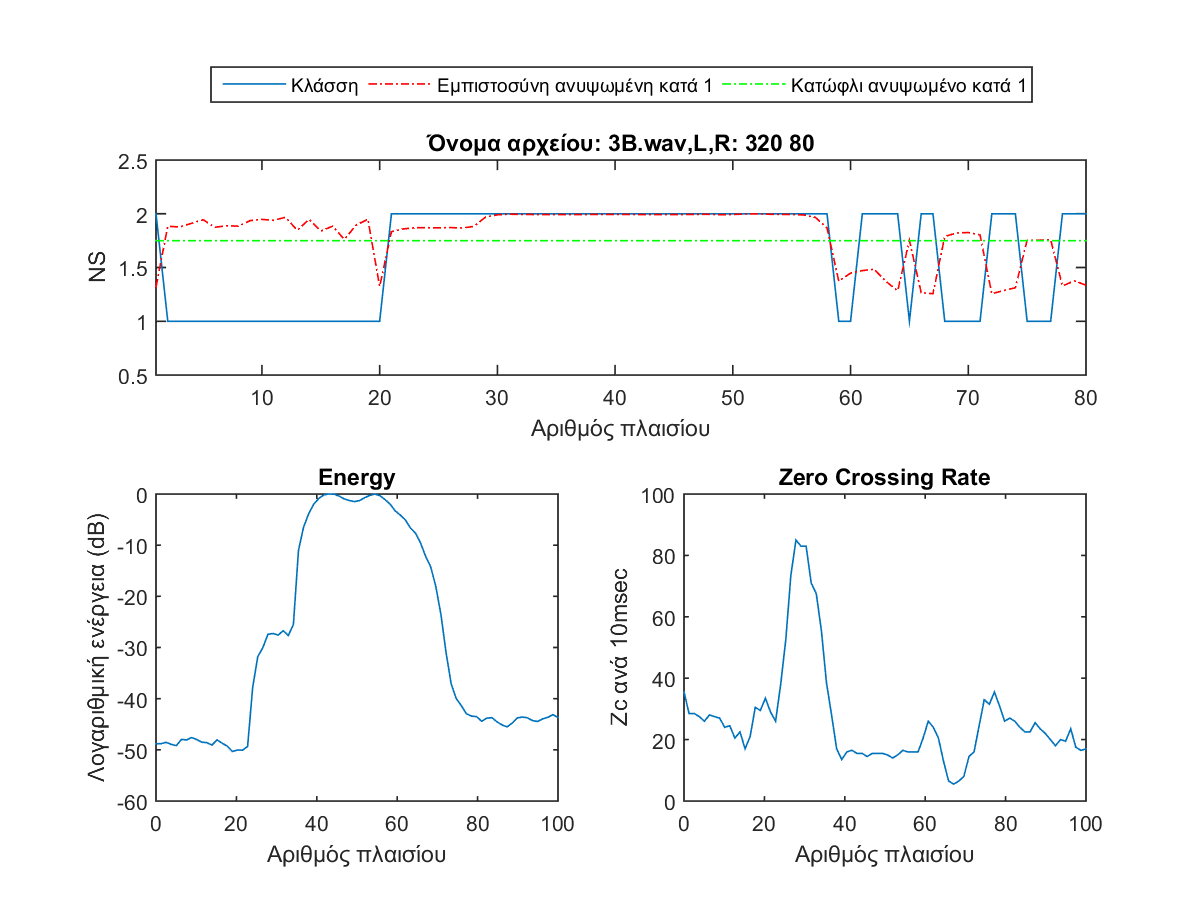 Κλάσση Εμπιστοσύνη ανυψωμένη κατά 1 Κατώφλι ανυψωμένο κατά 1
Όνομα αρχείου: 3B.wav,L,R: 320 80
2.5
2
1.5
1
0.5
NS
10 20 30 40 50 60 70 80
Αριθμός πλαισίου
Energy
0
-10
-20
-30
-40
-50
-60
Λογαριθμική ενέργεια (dB)
0 20 40 60 80 100
Αριθμός πλαισίου
Zero Crossing Rate
100
80
60
40
20
0
Zc ανά 10msec
0 20 40 60 80 100
Αριθμός πλαισίου